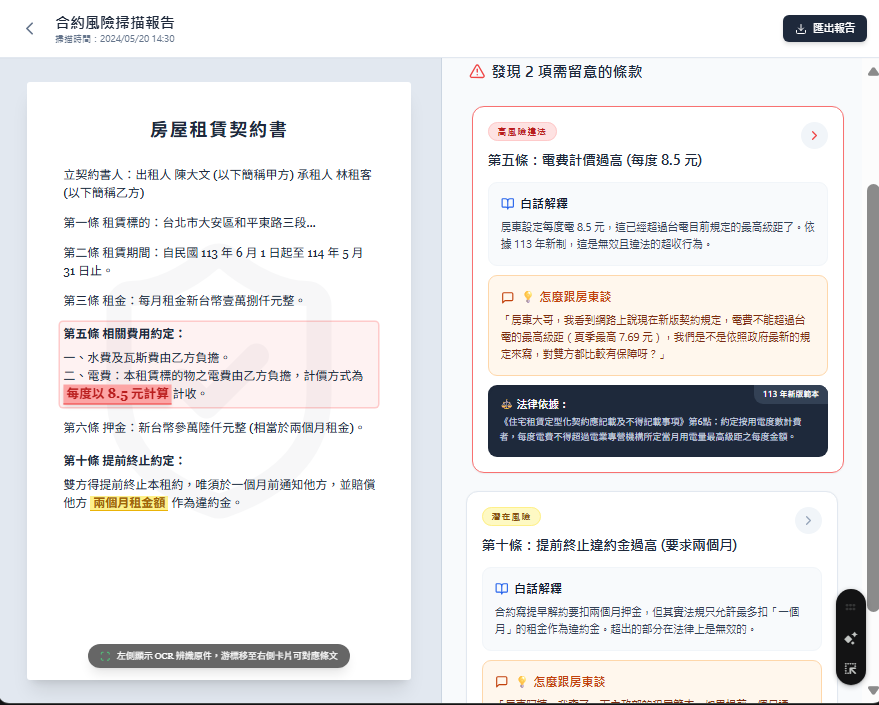 合約風險掃描報告
掃描時間：2024/05/20 14:30
匯出報告
房屋租賃契約書
立契約書人：出租人 陳大文 (以下簡稱甲方) 承租人 林租客
(以下簡稱乙方)
第一條 租賃標的：台北市大安區和平東路三段...
第二條 租賃期間：自民國 113 年 6 月 1 日起至 114 年 5 月
31 日止。
第三條 租金：每月租金新台幣壹萬捌仟元整。
第五條 相關費用約定：
一、水費及瓦斯費由乙方負擔。
二、電費：本租賃標的物之電費由乙方負擔，計價方式為
每度以 8.5 元計算 計收。
第六條 押金：新台幣參萬陸仟元整 (相當於兩個月租金)。
第十條 提前終止約定：
雙方得提前終止本租約，唯須於一個月前通知他方，並賠償
他方 兩個月租金額 作為違約金。
左側顯示 OCR 辨識原件，游標移至右側卡片可對應條文
發現 2 項需留意的條款
高風險違法
第五條：電費計價過高 (每度 8.5 元)
白話解釋
房東設定每度電 8.5 元，這已經超過台電目前規定的最高級距了。依
據 113 年新制，這是無效且違法的超收行為。
怎麼跟房東談
「房東大哥，我看到網路上說現在新版契約規定，電費不能超過台
電的最高級距（夏季最高 7.69 元），我們是不是依照政府最新的規
定來寫，對雙方都比較有保障呀？」
113 年新版範本
法律依據：
《住宅租賃定型化契約應記載及不得記載事項》第6點：約定按用電度數計費
者，每度電費不得超過電業專營機構所定當月用電量最高級距之每度金額。
潛在風險
第十條：提前終止違約金過高 (要求兩個月)
白話解釋
合約寫提早解約要扣兩個月押金，但其實法規只允許最多扣「一個
月」的租金作為違約金。超出的部分在法律上是無效的。
怎麼跟房東談